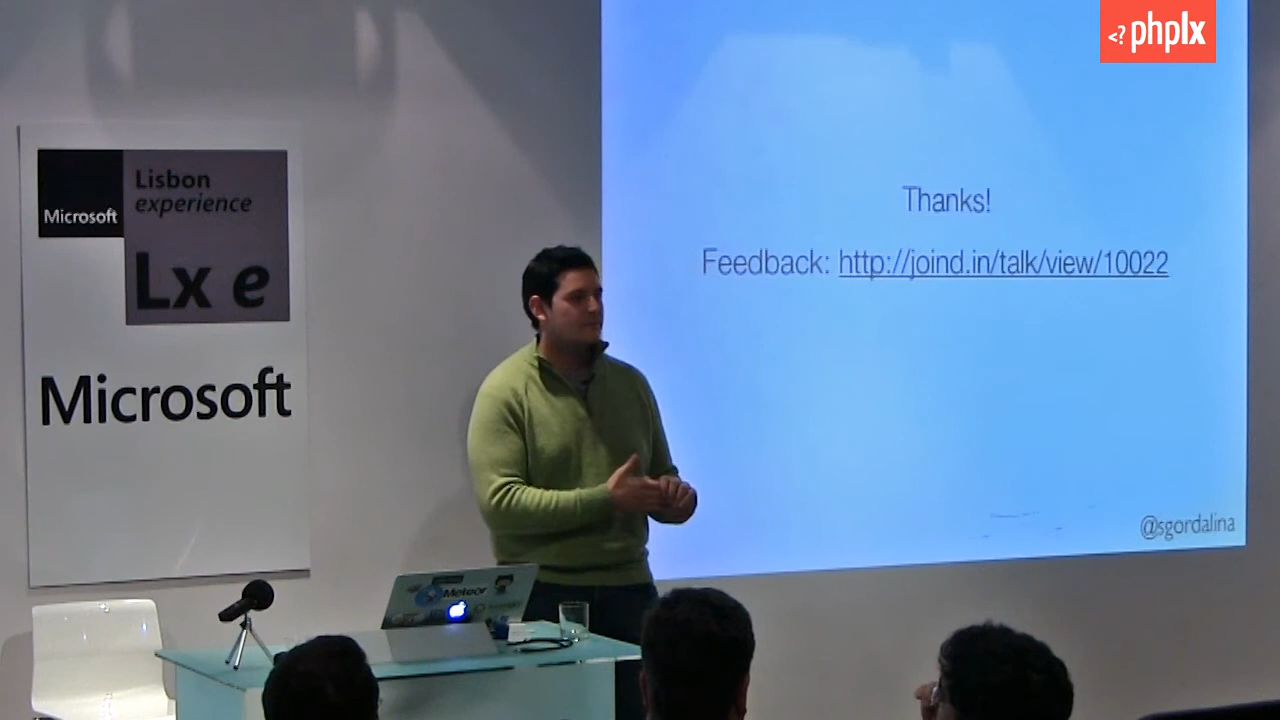 <? phplx
Microsoft
Lisbon
experience
Lx e
Microsoft
Thanks!
Feedback: http://joind.in/talk/view/10022
@sgordalina
Meteor